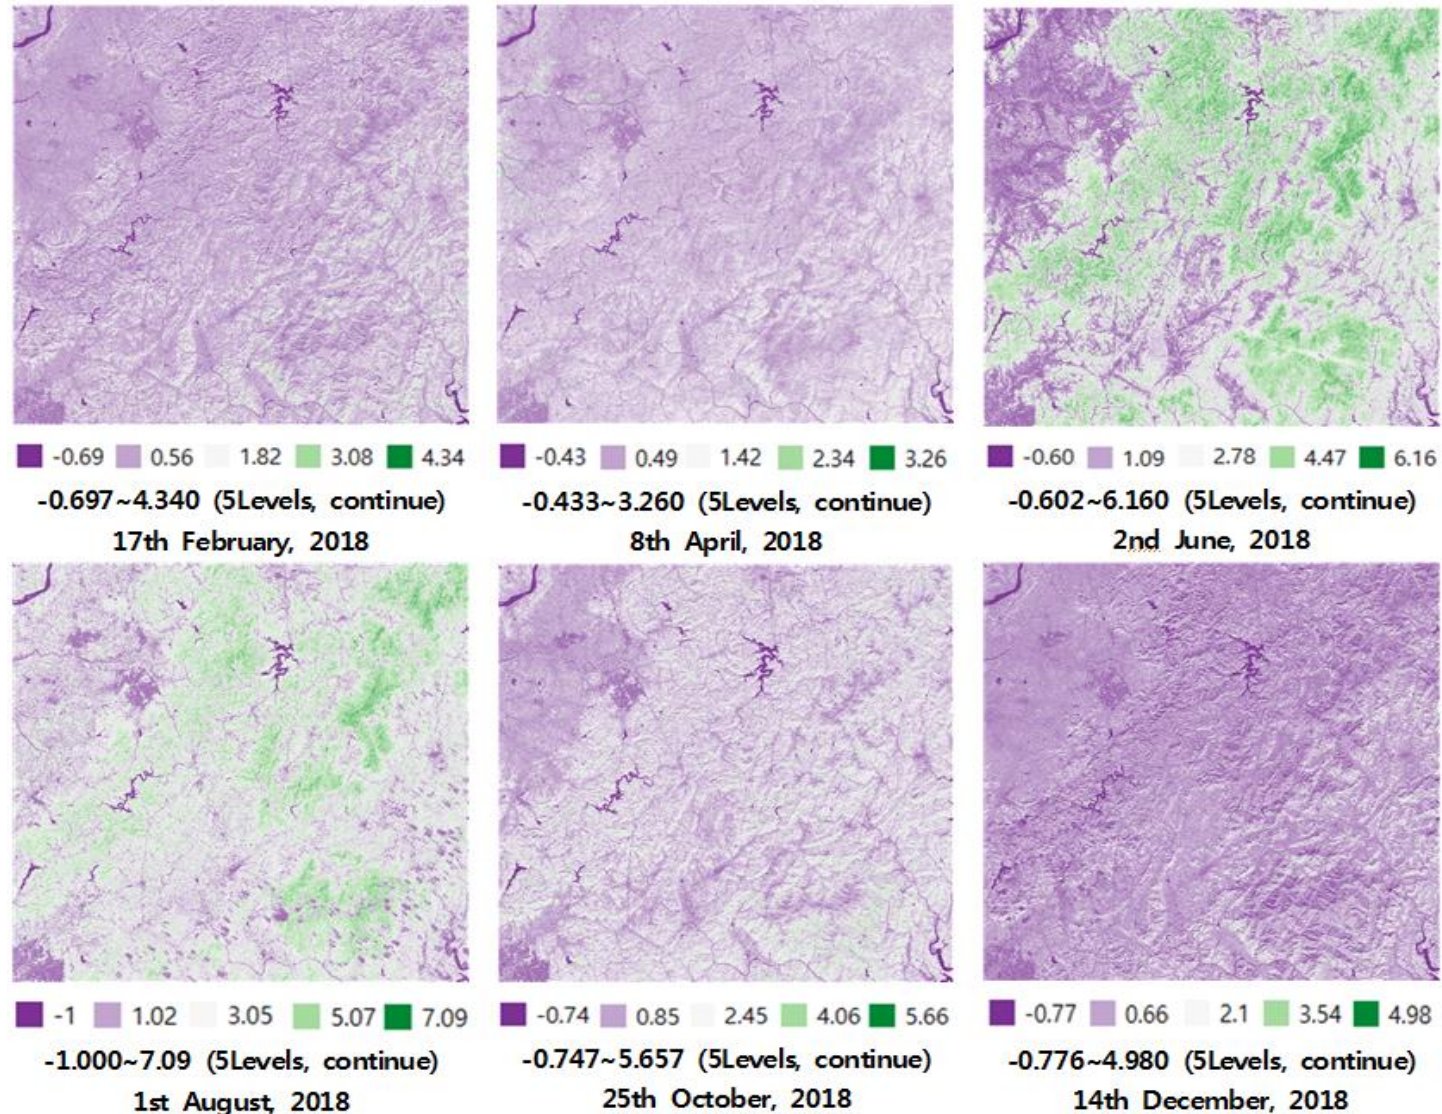 -0.69 0.56 1.82 3.08 4.34
-0.697~4.340 (5Levels, continue)
17th February, 2018
-0.43 0.49 1.42 2.34 3.26
-0.433~3.260 (5Levels, continue)
8th April, 2018
-0.60 1.09 2.78 4.47 6.16
-0.602~6.160 (5Levels, continue)
2nd June, 2018
-1 1.02 3.05 5.07 7.09
-1.000~7.09 (5Levels, continue)
1st August, 2018
-0.74 0.85 2.45 4.06 5.66
-0.747~5.657 (5Levels, continue)
25th October, 2018
-0.77 0.66 2.1 3.54 4.98
-0.776~4.980 (5Levels, continue)
14th December, 2018